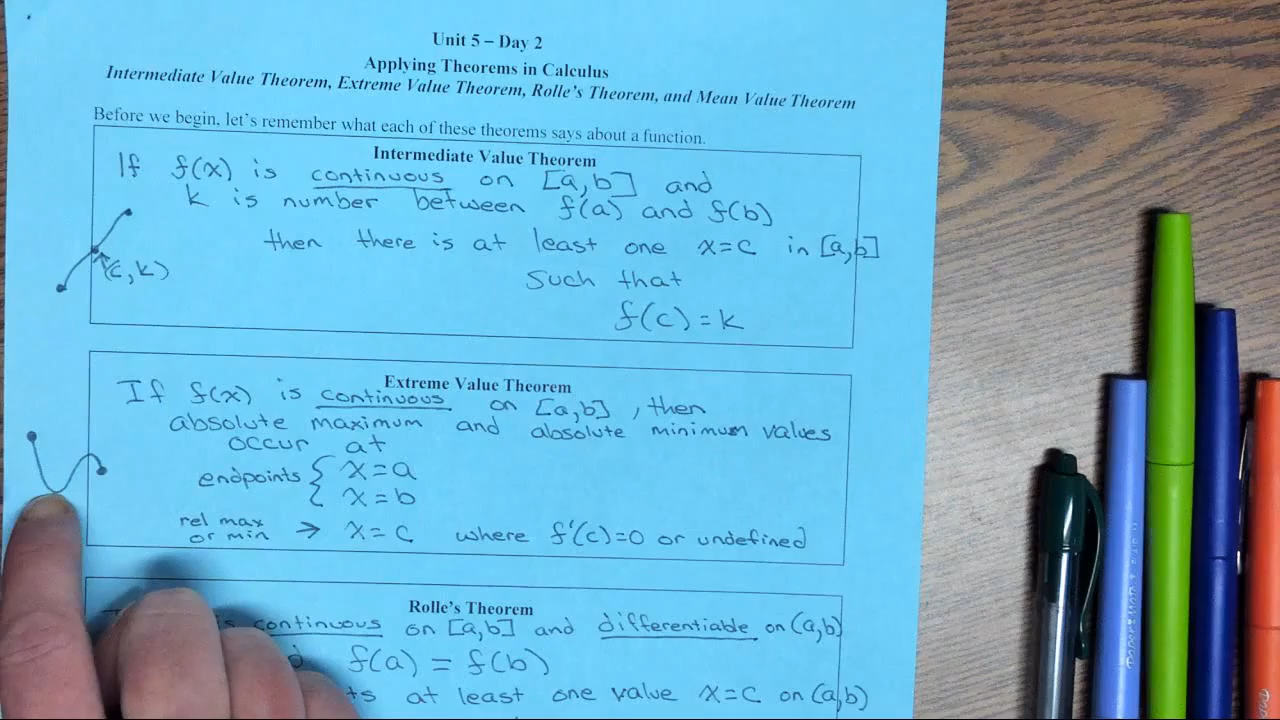 Unit 5 – Day 2
Applying Theorems in Calculus
Intermediate Value Theorem, Extreme Value Theorem, Rolle's Theorem, and Mean Value Theorem
Before we begin, let's remember what each of these theorems says about a function.
Intermediate Value Theorem
If f(x) is continuous on [a,b] and
k is number between f(a) and f(b)
then there is at least one x=c in [a,b]
(c,k)
Such that
f(c)=k
Extreme Value Theorem
If f(x) is continuous on [a,b], then
absolute maximum and absolute minimum values
occur at
endpoints { x=a
{ x=b
rel max
or min → x=c where f'(c)=0 or undefined
Rolle's Theorem
is continuous on [a,b] and differentiable on (a,b)
f(a) = f(b)
at least one value x=c on (a,b)